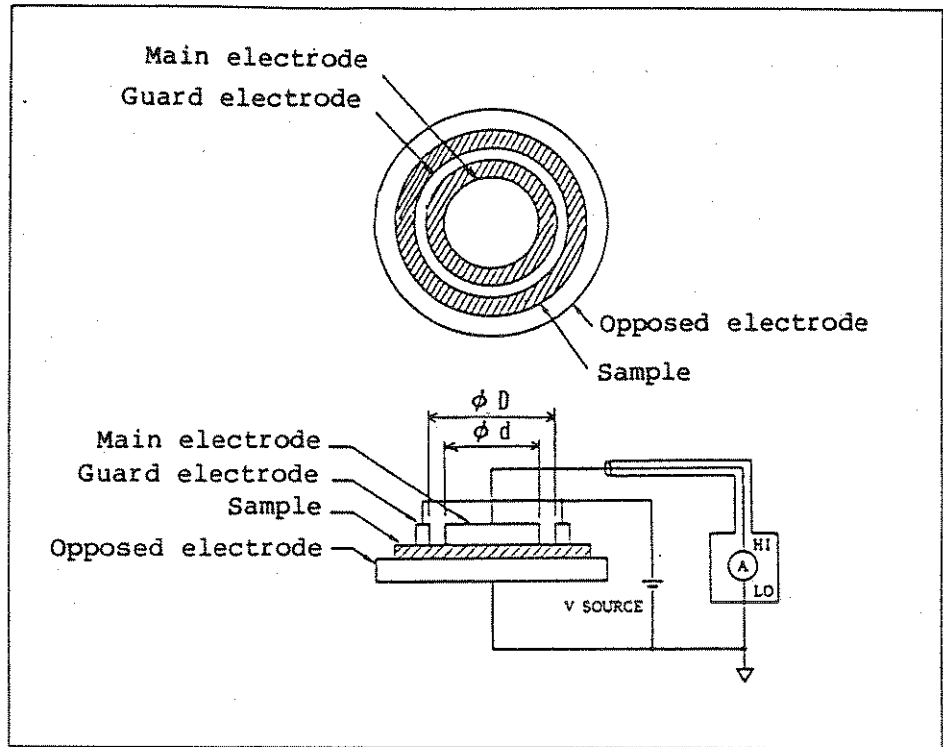 Main electrode
Guard electrode
Opposed electrode
Sample
φ D
φ d
Main electrode
Guard electrode
Sample
Opposed electrode
HI
A
LO
V SOURCE